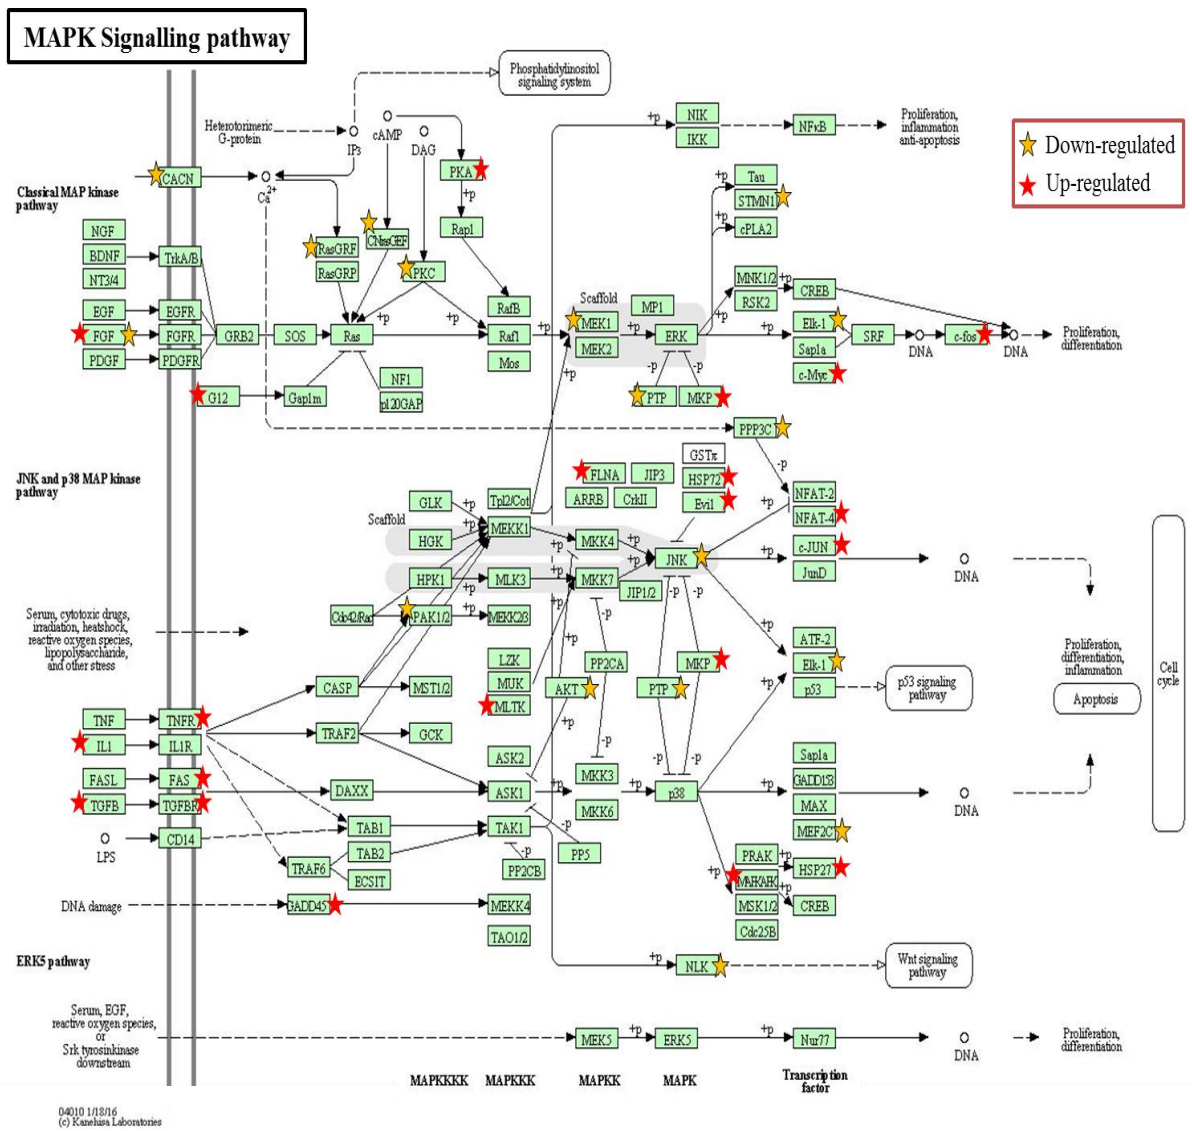 MAPK Signalling pathway
Phosphatidylinositol
signaling system
Heterotorimeric
G-protein
IP3
cAMP
DAG
+p
NIK
IKK
NFκB
Proliferation,
inflammation
anti-apoptosis
Down-regulated
Up-regulated
Classical MAP kinase
pathway
CACN
Ca2+
PKA
+p
Rap1
CNrasGEF
RasGRF
RasGRP
PKC
NGF
BDNF
NT3/4
TrkA/B
EGF
EGFR
FGF
FGFR
PDGF
PDGFR
GRB2
SOS
Ras
+p
+p
RafB
Raf1
Mos
+p
+p
Scaffold
MEK1
MEK2
MP1
+p
ERK
+p
+p
Tau
STMN1
cPLA2
+p
MNK1/2
RSK2
+p
CREB
+p
Elk-1
Sap1a
c-Myc
SRF
DNA
c-fos
DNA
Proliferation,
differentiation
G12
Gap1m
NF1
p120GAP
-p
-p
PTP
MKP
PPP3C
-p
JNK and p38 MAP kinase
pathway
GSTπ
HSP72
Evi1
FLNA
JIP3
ARRB
CrkII
NFAT-2
NFAT-4
c-JUN
JunD
+p
+p
DNA
Scaffold
GLK
HGK
HPK1
+p
+p
+p
+p
Tpl2/Cot
MEKK1
MLK3
MEKK2/3
+p
+p
+p
MKK4
MKK7
+p
+p
JNK
JIP1/2
Cdc42/Rac
PAK1/2
+p
Serum, cytotoxic drugs,
irradiation, heatshock,
reactive oxygen species,
lipopolysaccharide,
and other stress
LZK
MUK
MLTK
+p
AKT
+p
-p
PP2CA
-p
-p
-p
PTP
MKP
-p
-p
+p
ATF-2
Elk-1
p53
+p
p53 signaling
pathway
Proliferation,
differentiation,
inflammation
Apoptosis
Cell
cycle
CASP
MST1/2
TRAF2
GCK
TNF
TNFR
IL1
IL1R
FASL
FAS
TGFB
TGFBR
LPS
CD14
DAXX
ASK2
ASK1
+p
MKK3
MKK6
+p
p38
+p
Sap1a
GADD153
MAX
MEF2C
DNA
TAB1
TAB2
ECSIT
TRAF6
TAK1
-p
PP2CB
-p
PP5
+p
PRAK
MAPKAPK
MSK1/2
Cdc25B
+p
+p
HSP27
CREB
DNA damage
GADD45
MEKK4
TAO1/2
ERK5 pathway
+p
NLK
Wnt signaling
pathway
Serum, EGF,
reactive oxygen species,
or
Srk tyrosinkinase
downstream
MEK5
+p
ERK5
+p
Nur77
DNA
Proliferation,
differentiation
MAPKKKK
MAPKKK
MAPKK
MAPK
Transcription
factor
04010 1/18/16
(c) Kanehisa Laboratories